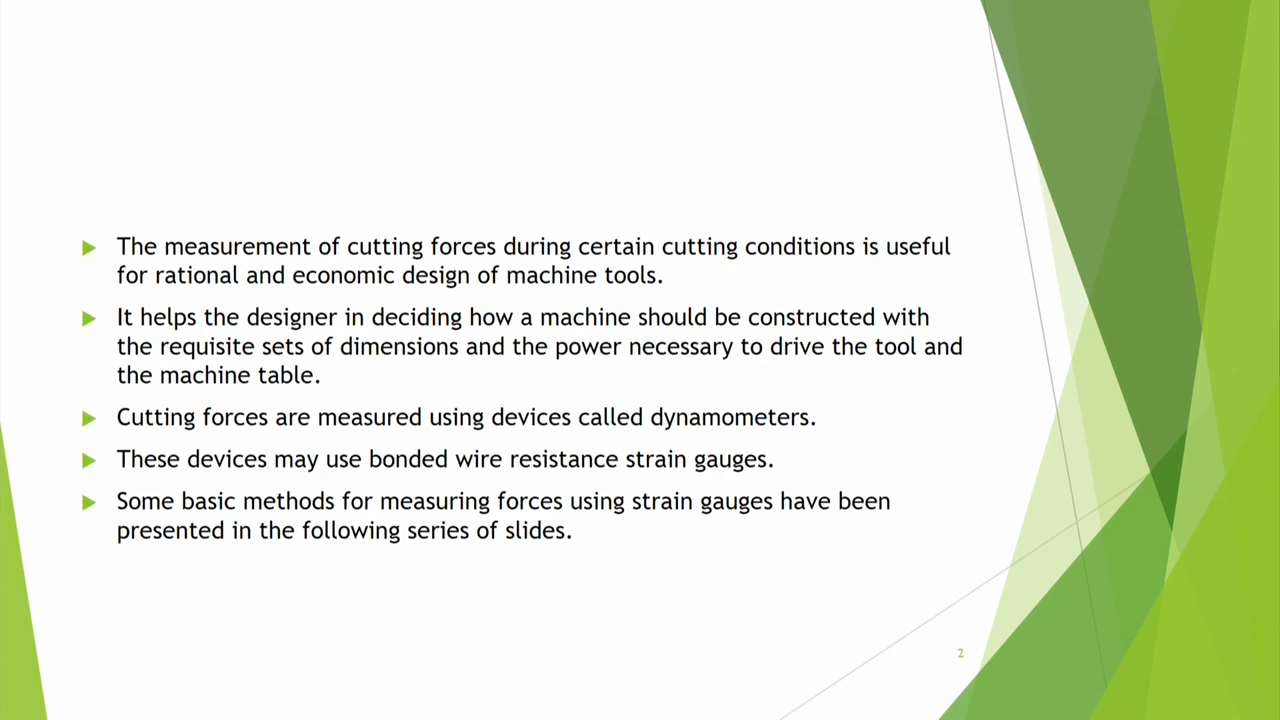 The measurement of cutting forces during certain cutting conditions is useful
for rational and economic design of machine tools.
It helps the designer in deciding how a machine should be constructed with
the requisite sets of dimensions and the power necessary to drive the tool and
the machine table.
Cutting forces are measured using devices called dynamometers.
These devices may use bonded wire resistance strain gauges.
Some basic methods for measuring forces using strain gauges have been
presented in the following series of slides.
2